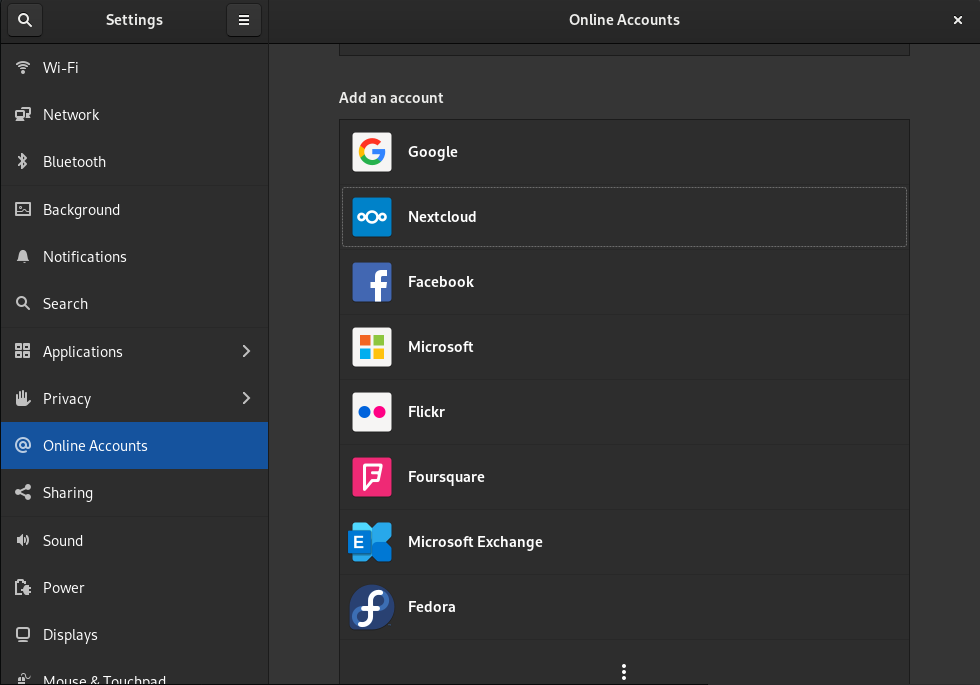 Settings
Online Accounts
Wi-Fi
Network
Bluetooth
Background
Notifications
Search
Applications
Privacy
Online Accounts
Sharing
Sound
Power
Displays
Mouse & Touchpad
Add an account
Google
Nextcloud
Facebook
Microsoft
Flickr
Foursquare
E
Microsoft Exchange
Fedora